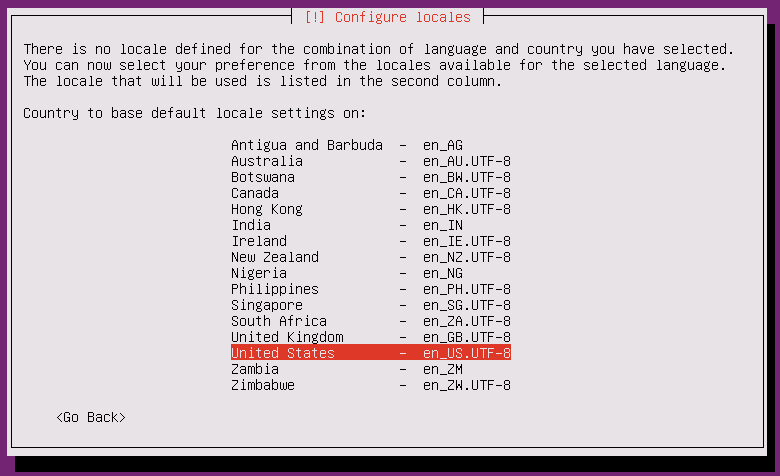 [!] Configure locales
There is no locale defined for the combination of language and country you have selected.
You can now select your preference from the locales available for the selected language.
The locale that will be used is listed in the second column.
Country to base default locale settings on:
Antigua and Barbuda - en_AG
Australia - en_AU.UTF-8
Botswana - en_BW.UTF-8
Canada - en_CA.UTF-8
Hong Kong - en_HK.UTF-8
India - en_IN
Ireland - en_IE.UTF-8
New Zealand - en_NZ.UTF-8
Nigeria - en_NG
Philippines - en_PH.UTF-8
Singapore - en_SG.UTF-8
South Africa - en_ZA.UTF-8
United Kingdom - en_GB.UTF-8
United States - en_US.UTF-8
Zambia - en_ZM
Zimbabwe - en_ZW.UTF-8
<Go Back>